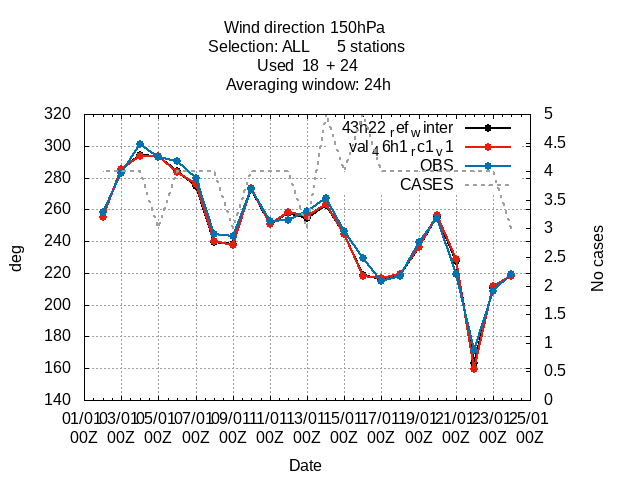 Wind direction 150hPa
Selection: ALL 5 stations
Used 18 + 24
Averaging window: 24h
43h22 refwinter
val46h1rc1v1
OBS
CASES
deg
320
300
280
260
240
220
200
180
160
140
No cases
5
4.5
4
3.5
3
2.5
2
1.5
1
0.5
0
01/01 03/01 05/01 07/01 09/01 11/01 13/01 15/01 17/01 19/01 21/01 23/01 25/01
00Z 00Z 00Z 00Z 00Z 00Z 00Z 00Z 00Z 00Z 00Z 00Z 00Z
Date